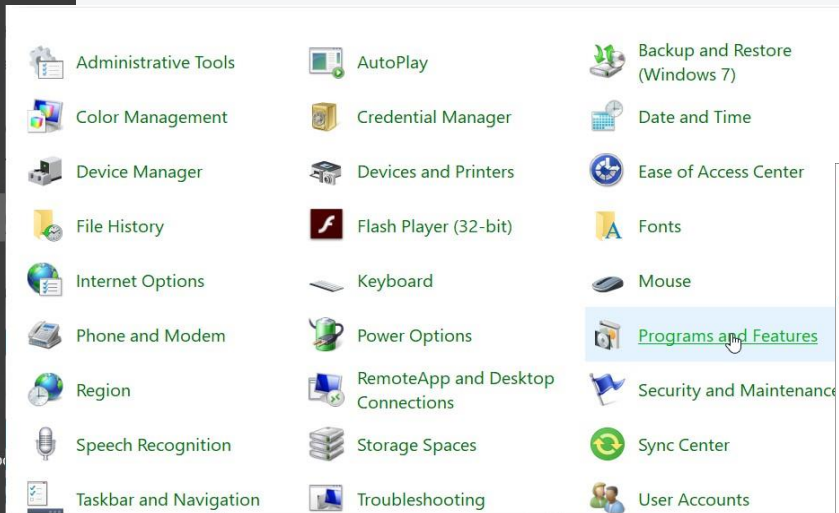 Administrative Tools
AutoPlay
Backup and Restore
(Windows 7)
Color Management
Credential Manager
Date and Time
Device Manager
Devices and Printers
Ease of Access Center
File History
Flash Player (32-bit)
Fonts
Internet Options
Keyboard
Mouse
Phone and Modem
Power Options
Programs and Features
Region
RemoteApp and Desktop
Connections
Security and Maintenance
Speech Recognition
Storage Spaces
Sync Center
Taskbar and Navigation
Troubleshooting
User Accounts